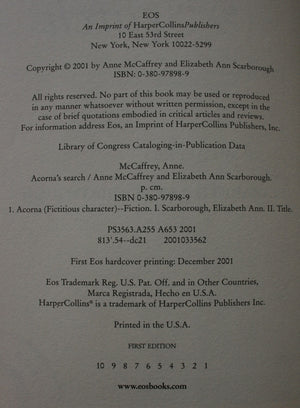 EOS
An Imprint of HarperCollinsPublishers
10 East 53rd Street
New York, New York 10022-5299
Copyright © 2001 by Anne McCaffrey and Elizabeth Ann Scarborough
ISBN: 0-380-97898-9
All rights reserved. No part of this book may be used or reproduced
in any manner whatsoever without written permission, except in the
case of brief quotations embodied in critical articles and reviews.
For information address Eos, an Imprint of HarperCollins Publishers, Inc.
Library of Congress Cataloging-in-Publication Data
McCaffrey, Anne.
Acorna's search / Anne McCaffrey and Elizabeth Ann Scarborough.
p. cm.
ISBN 0-380-97898-9
1. Acorna (Fictitious character)--Fiction. I. Scarborough, Elizabeth Ann. II. Title.
PS3563.A255 A653 2001
813'.54--dc21 2001033562
First Eos hardcover printing: December 2001
Eos Trademark Reg. U.S. Pat. Off. and in Other Countries,
Marca Registrada, Hecho en U.S.A.
HarperCollins® is a trademark of HarperCollins Publishers Inc.
Printed in the U.S.A.
FIRST EDITION
10 9 8 7 6 5 4 3 2 1
www.eosbooks.com